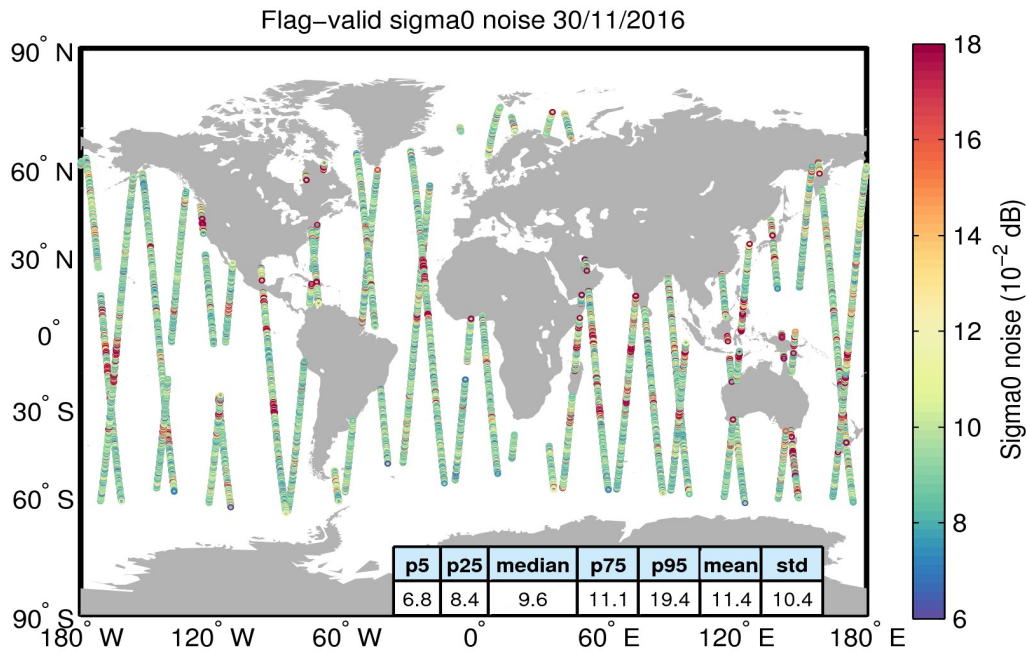 Flag−valid sigma0 noise 30/11/2016
90° N
60° N
30° N
0°
30° S
60° S
90° S
180° W
120° W
60° W
0°
60° E
120° E
180° E
p5 p25 median p75 p95 mean std
6.8 8.4 9.6 11.1 19.4 11.4 10.4
18
16
14
12
10
8
6
Sigma0 noise (10⁻² dB)